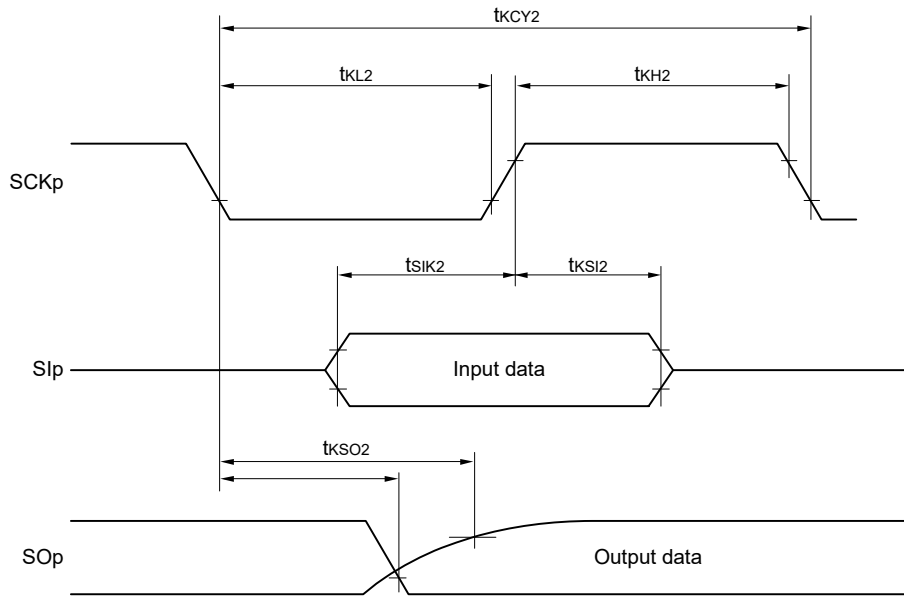 tKCY2
tKL2
tKH2
SCKp
tSIK2
tKSI2
SIp
Input data
tKSO2
SOp
Output data